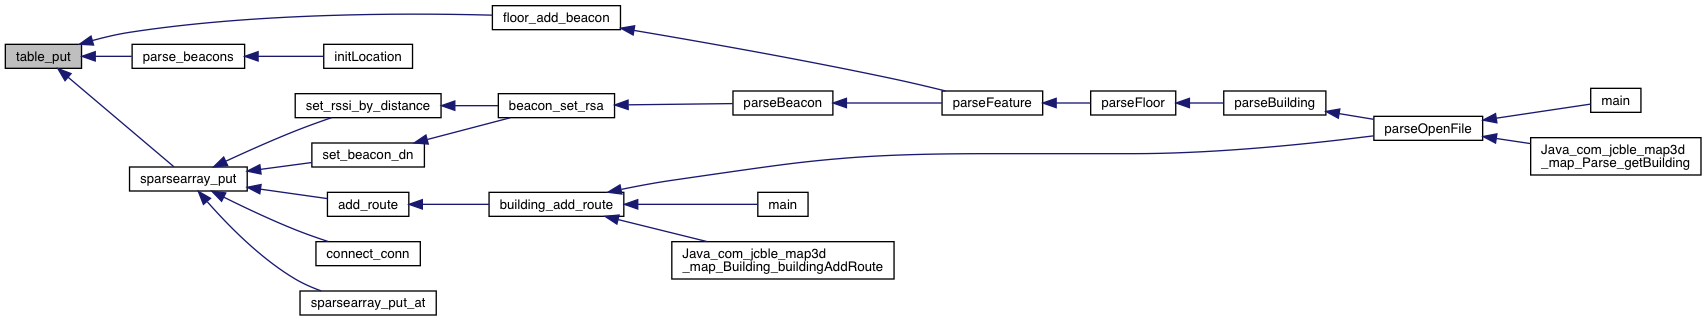 floor_add_beacon
table_put
parse_beacons
initLocation
set_rssi_by_distance
beacon_set_rsa
parseBeacon
parseFeature
parseFloor
parseBuilding
main
parseOpenFile
Java_com_jcble_map3d
_map_Parse_getBuilding
set_beacon_dn
sparsearray_put
add_route
building_add_route
main
connect_conn
Java_com_jcble_map3d
_map_Building_buildingAddRoute
sparsearray_put_at